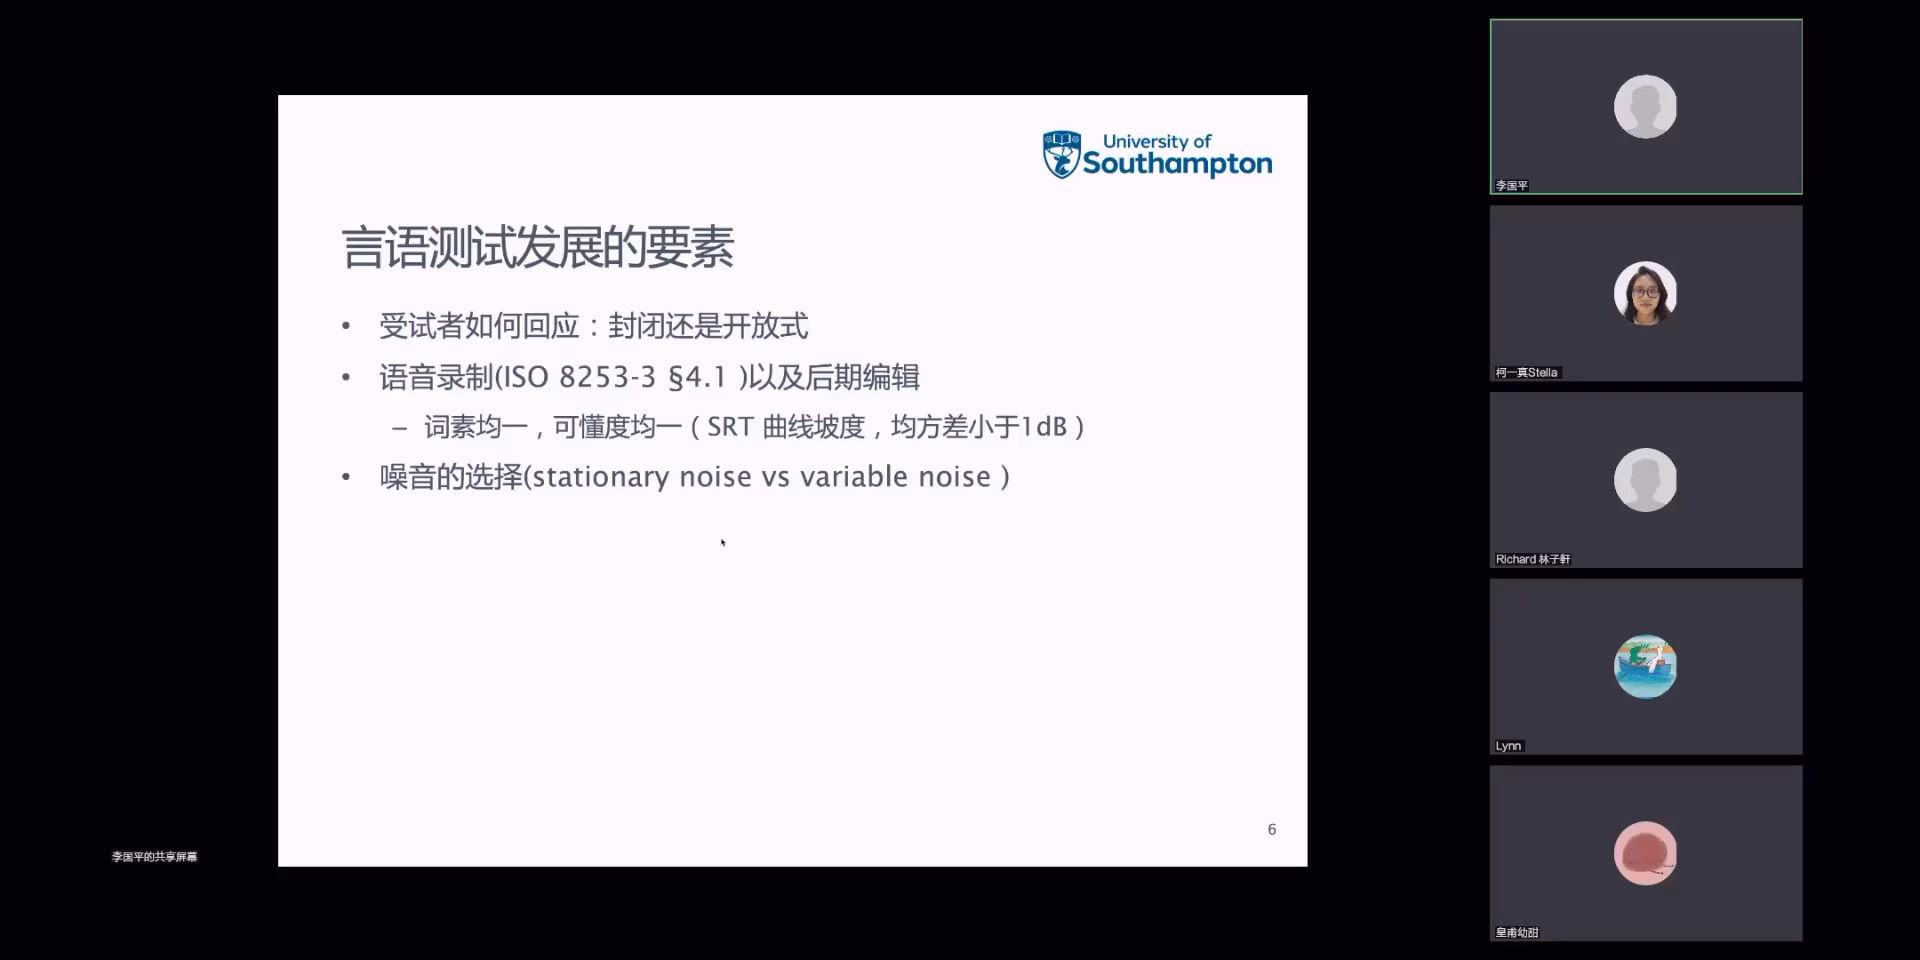 University of
Southampton
言语测试发展的要素
• 受试者如何回应：封闭还是开放式
• 语音录制(ISO 8253-3 §4.1 )以及后期编辑
– 词素均一，可懂度均一（SRT 曲线坡度，均方差小于1dB）
• 噪音的选择(stationary noise vs variable noise )
6
李国平的共享屏幕
李国平
柯一真Stella
Richard 林子軒
Lynn
皇甫幼甜